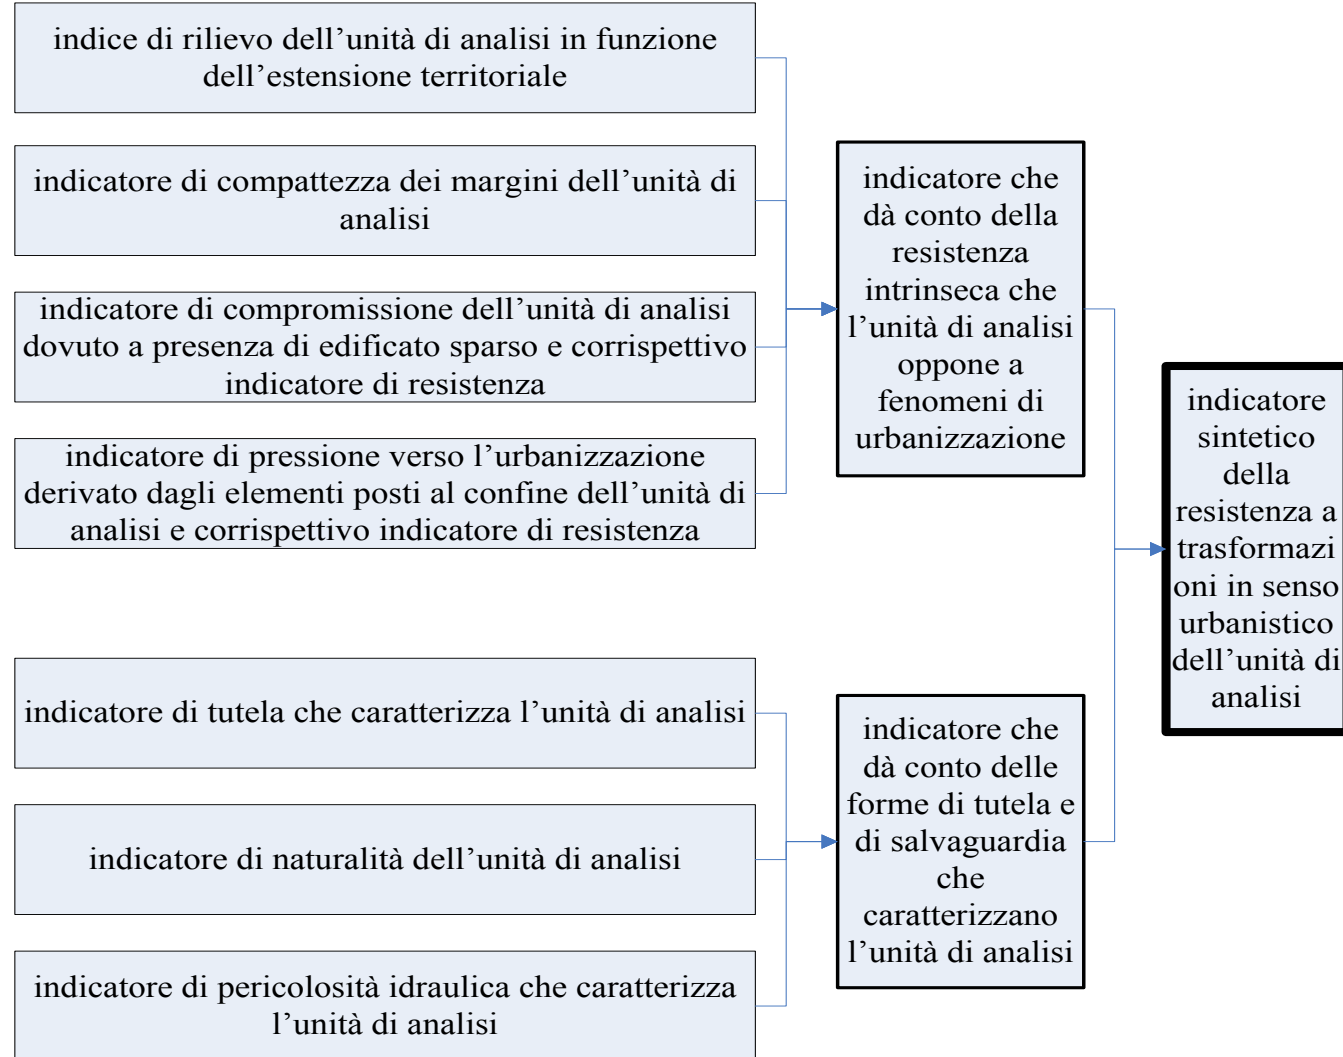 indice di rilievo dell’unità di analisi in funzione
dell’estensione territoriale
indicatore di compattezza dei margini dell’unità di
analisi
indicatore di compromissione dell’unità di analisi
dovuto a presenza di edificato sparso e corrispettivo
indicatore di resistenza
indicatore di pressione verso l’urbanizzazione
derivato dagli elementi posti al confine dell’unità di
analisi e corrispettivo indicatore di resistenza
indicatore di tutela che caratterizza l’unità di analisi
indicatore di naturalità dell’unità di analisi
indicatore di pericolosità idraulica che caratterizza
l’unità di analisi
indicatore che
dà conto della
resistenza
intrinseca che
l’unità di analisi
oppone a
fenomeni di
urbanizzazione
indicatore che
dà conto delle
forme di tutela e
di salvaguardia
che
caratterizzano
l’unità di analisi
indicatore
sintetico
della
resistenza a
trasformazi
oni in senso
urbanistico
dell’unità di
analisi